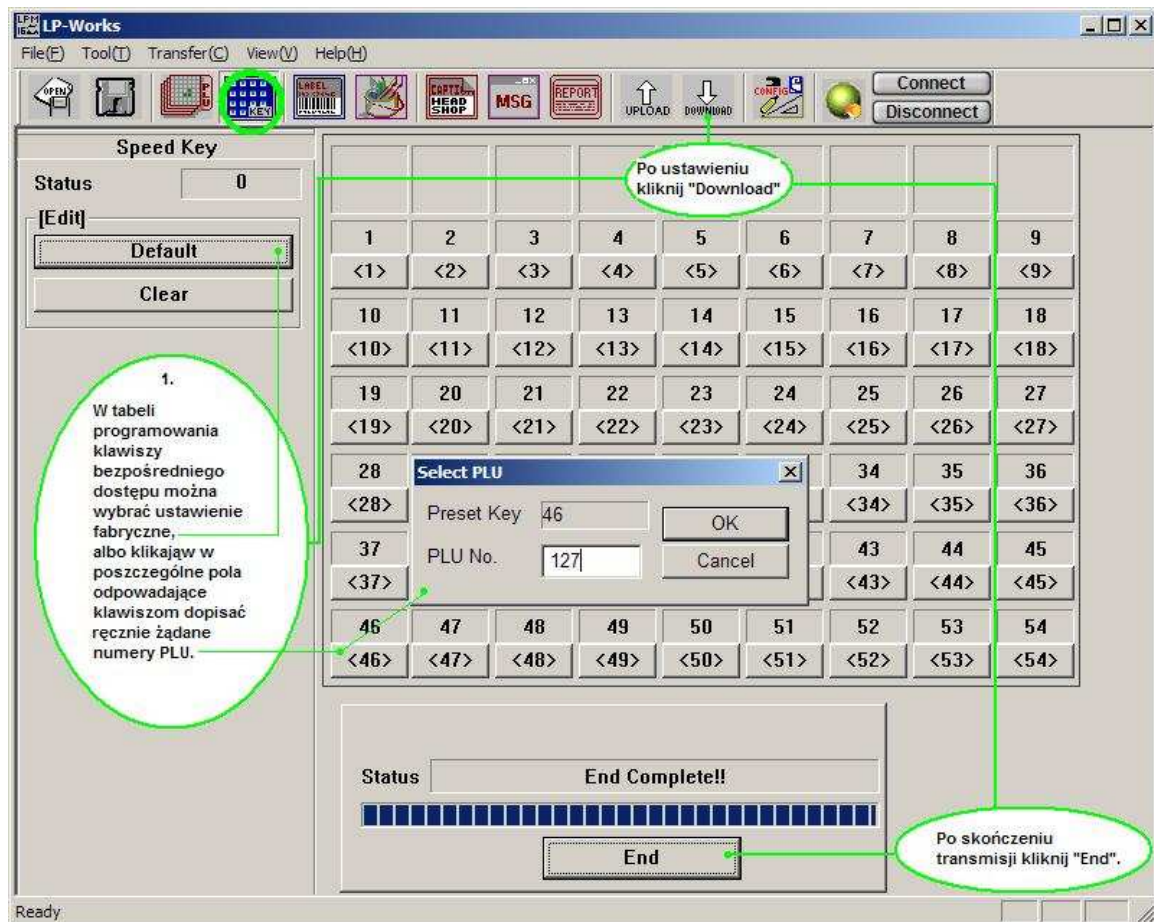 LP-Works
File(F) Tool(T) Transfer(C) View(V) Help(H)
OPEN PLU KEY LABEL CAPTIL HEAD SHOP MSG REPORT UPLOAD DOWNLOAD CONFIG Connect
Disconnect
Speed Key
Status 0
[Edit]
Default
Clear
Po ustawieniu
kliknij "Download"
1 2 3 4 5 6 7 8 9
<1> <2> <3> <4> <5> <6> <7> <8> <9>
10 11 12 13 14 15 16 17 18
<10> <11> <12> <13> <14> <15> <16> <17> <18>
19 20 21 22 23 24 25 26 27
<19> <20> <21> <22> <23> <24> <25> <26> <27>
28 34 35 36
<28> <34> <35> <36>
37 43 44 45
<37> <43> <44> <45>
46 47 48 49 50 51 52 53 54
<46> <47> <48> <49> <50> <51> <52> <53> <54>
Select PLU
Preset Key 46 OK
PLU No. 127 Cancel
1.
W tabeli
programowania
klawiszy
bezpośredniego
dostępu można
wybrać ustawienie
fabryczne,
albo klikająw w
poszczególne pola
odpowadające
klawiszom dopisać
ręcznie żądane
numery PLU.
Status End Complete!!
End
Po skończeniu
transmisji kliknij "End".
Ready